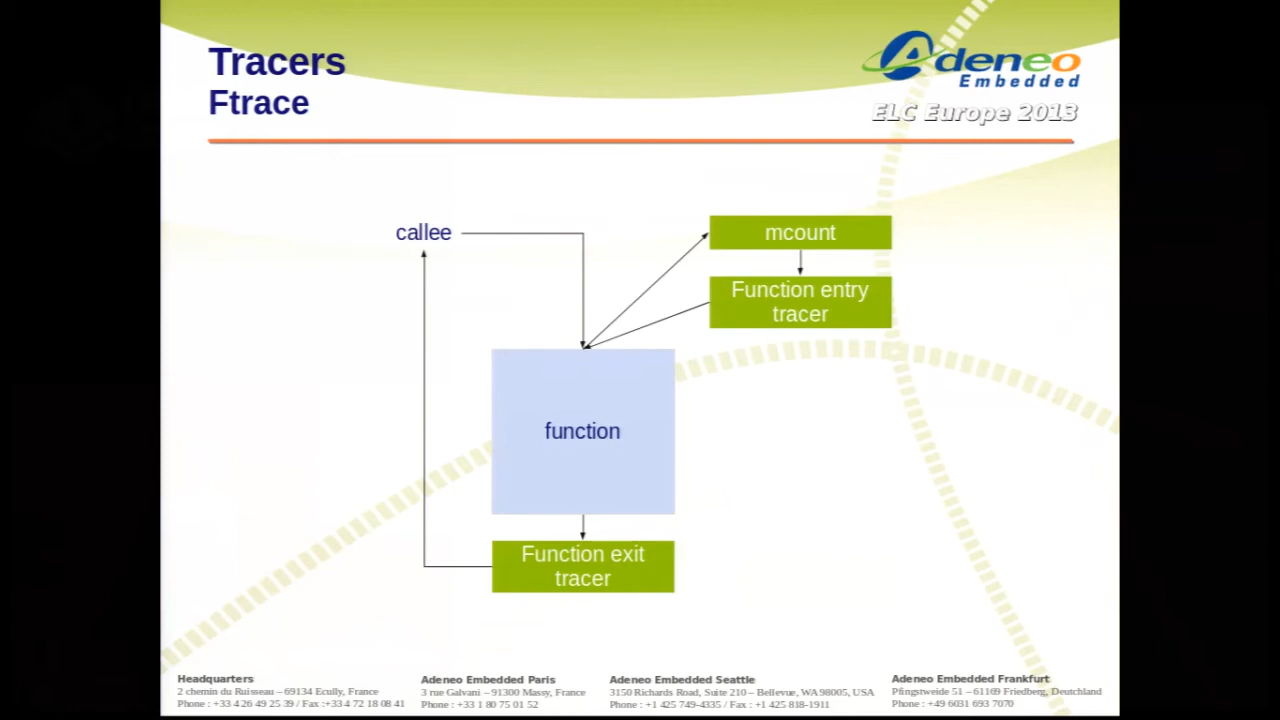 Tracers
Ftrace
Adeneo
Embedded
ELC Europe 2013
callee
mcount
Function entry
tracer
function
Function exit
tracer
Headquarters
2 chemin du Ruisseau – 69134 Ecully, France
Phone : +33 4 26 49 25 39 / Fax :+33 4 72 18 08 41
Adeneo Embedded Paris
3 rue Galvani – 91300 Massy, France
Phone : +33 1 80 75 01 52
Adeneo Embedded Seattle
3150 Richards Road, Suite 210 – Bellevue, WA 98005, USA
Phone : +1 425 749-4335 / Fax : +1 425 818-1911
Adeneo Embedded Frankfurt
Pfingstweide 51 – 61169 Friedberg, Deutchland
Phone : +49 6031 693 7070